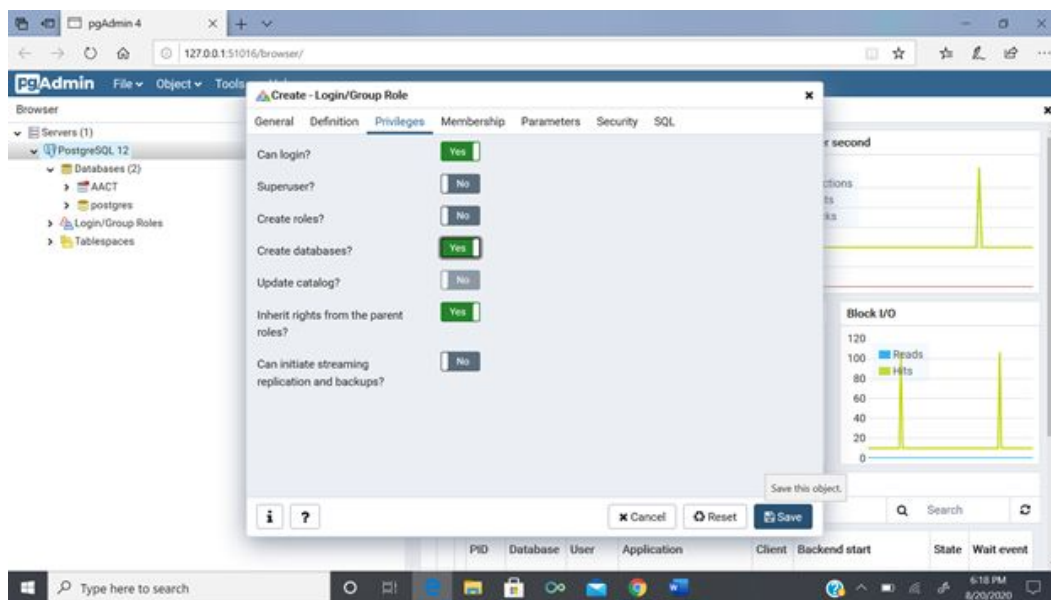 pgAdmin 4
127.0.0.1:51016/browser/
PgAdmin File Object Tools
Browser
Servers (1)
PostgreSQL 12
Databases (2)
AACT
postgres
Login/Group Roles
Tablespaces
Create - Login/Group Role
General Definition Privileges Membership Parameters Security SQL
Can login? Yes
Superuser? No
Create roles? No
Create databases? Yes
Update catalog? No
Inherit rights from the parent
roles? Yes
Can initiate streaming
replication and backups? No
Save this object.
i ? Cancel Reset Save
r second
ctions
ts
cks
Block I/O
120
100
80
60
40
20
0
Reads
Hits
Search
PID Database User Application Client Backend start State Wait event
Type here to search
6:18 PM
8/20/2020